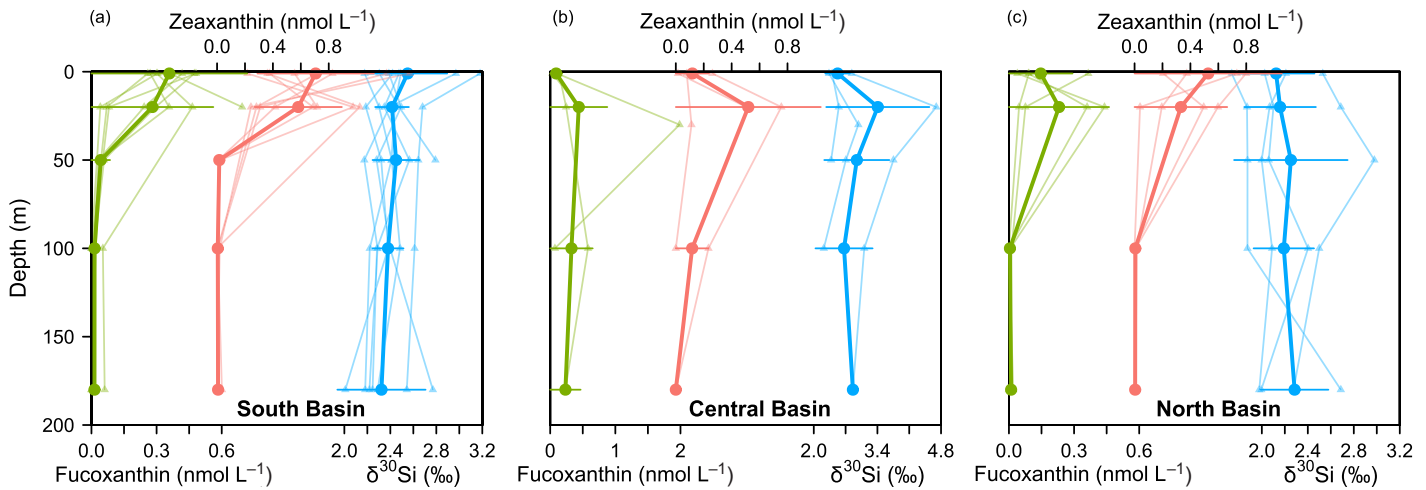 (a) Zeaxanthin (nmol L⁻¹)
0 0.4 0.8
(b) Zeaxanthin (nmol L⁻¹)
0 0.4 0.8
(c) Zeaxanthin (nmol L⁻¹)
0.0 0.4 0.8
Depth (m)
0
50
100
150
200
South Basin
Central Basin
North Basin
0.0 0.3 0.6 2.0 2.4 2.8 3.2
Fucoxanthin (nmol L⁻¹) δ³⁰Si (‰)
0 1 2 2.0 3.4 4.8
Fucoxanthin (nmol L⁻¹) δ³⁰Si (‰)
0.0 0.3 0.6 2.0 2.4 2.8 3.2
Fucoxanthin (nmol L⁻¹) δ³⁰Si (‰)